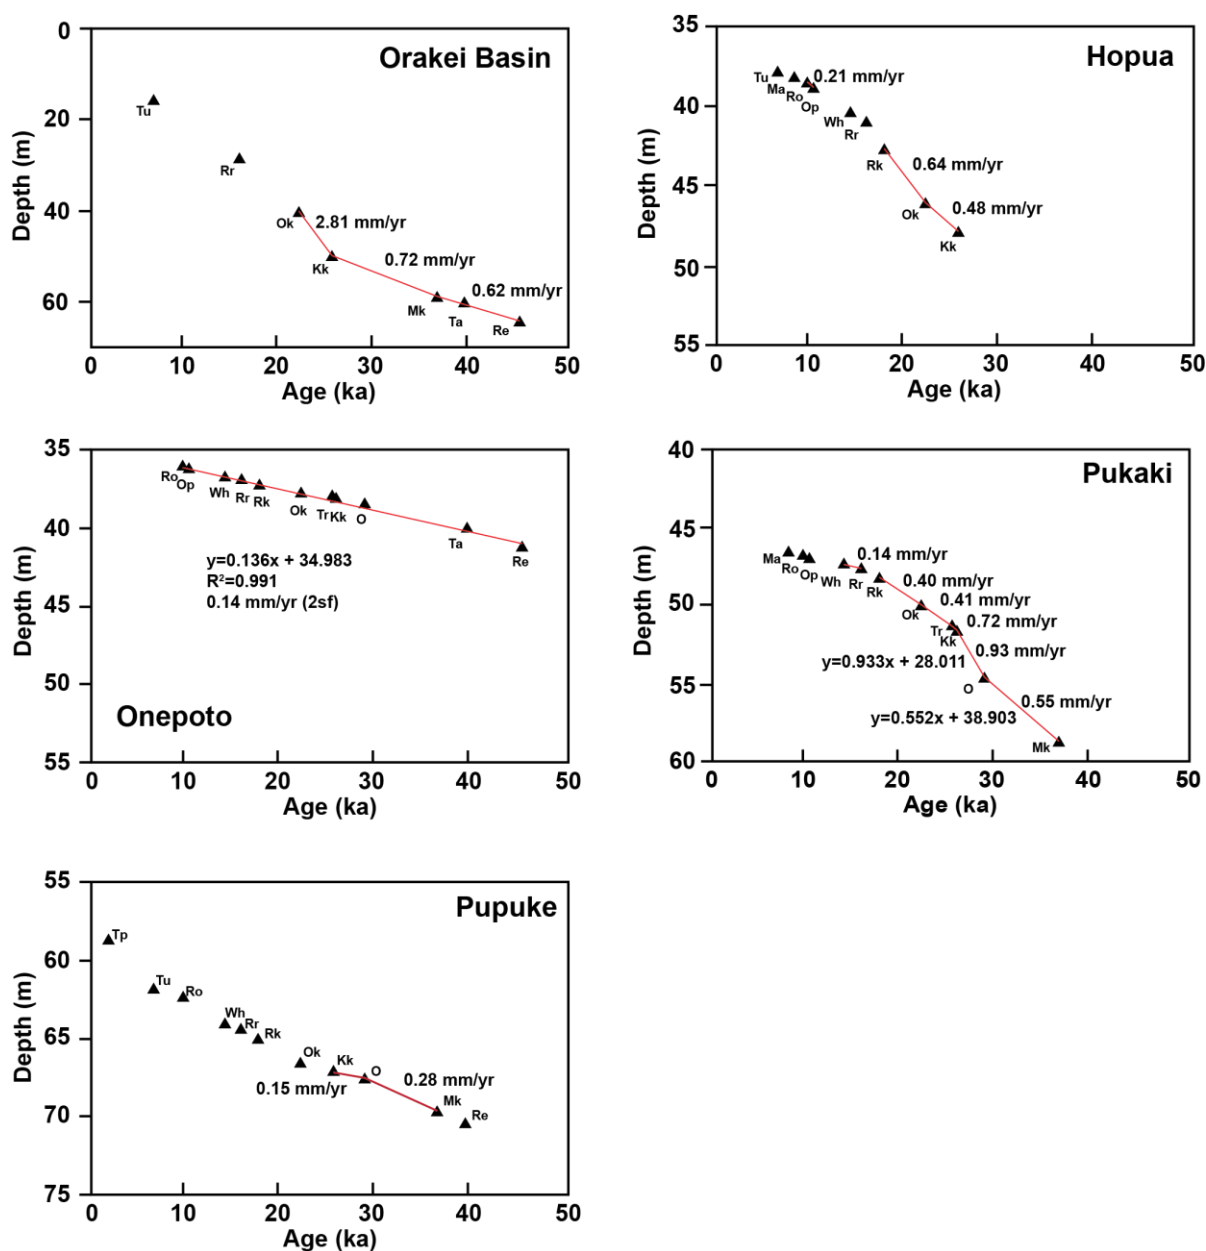 Orakei Basin
0
20
40
60
Depth (m)
Tu
Rr
Ok
2.81 mm/yr
Kk
0.72 mm/yr
Mk
0.62 mm/yr
Ta
Re
0 10 20 30 40 50
Age (ka)
Hopua
35
40
45
50
55
Depth (m)
Tu
Ma
0.21 mm/yr
Ro
Op
Wh
Rr
Rk
0.64 mm/yr
Ok
0.48 mm/yr
Kk
0 10 20 30 40 50
Age (ka)
35
40
45
50
55
Depth (m)
Ro
Op
Wh
Rr
Rk
Ok
Tr
Kk
O
Ta
Re
y=0.136x + 34.983
R²=0.991
0.14 mm/yr (2sf)
Onepoto
0 10 20 30 40 50
Age (ka)
Pukaki
40
45
50
55
60
Depth (m)
Ma
Ro
Op
Wh
0.14 mm/yr
Rr
Rk
0.40 mm/yr
Ok
0.41 mm/yr
Tr
0.72 mm/yr
Kk
0.93 mm/yr
y=0.933x + 28.011
O
0.55 mm/yr
y=0.552x + 38.903
Mk
0 10 20 30 40 50
Age (ka)
Pupuke
55
60
65
70
75
Depth (m)
Tp
Tu
Ro
Wh
Rr
Rk
Ok
Kk
O
0.15 mm/yr
0.28 mm/yr
Mk
Re
0 10 20 30 40 50
Age (ka)